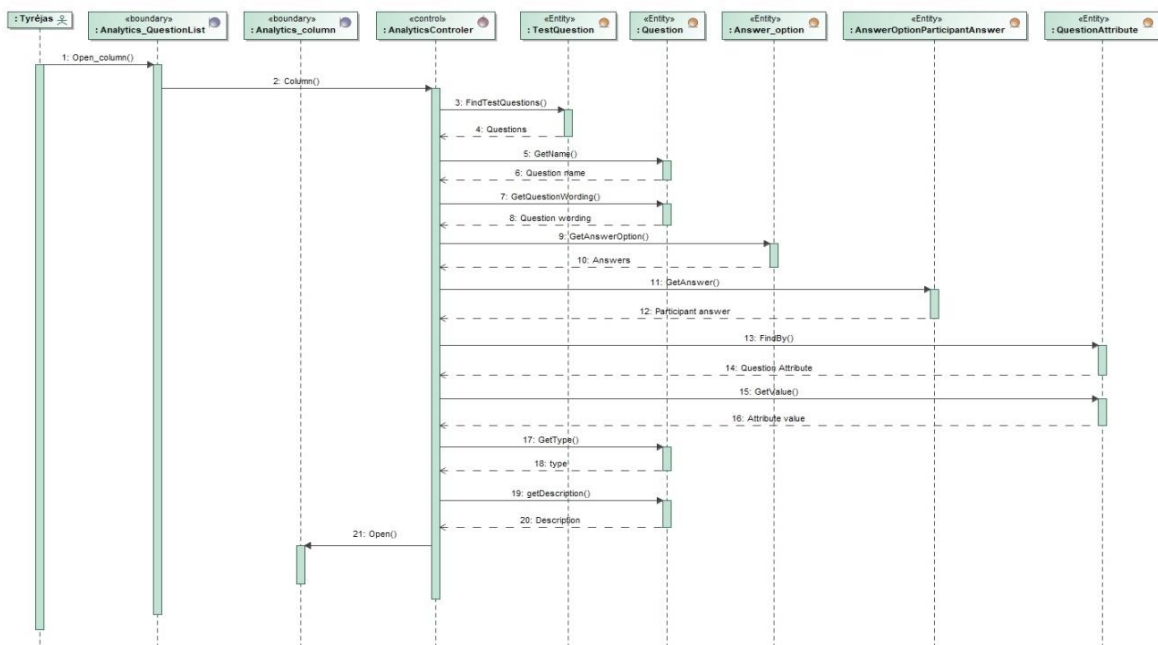 : Tyrėjas
«boundary»
: Analytics_QuestionList
«boundary»
: Analytics_column
«control»
: AnalyticsControler
«Entity»
: TestQuestion
«Entity»
: Question
«Entity»
: Answer_option
«Entity»
: AnswerOptionParticipantAnswer
«Entity»
: QuestionAttribute
1: Open_column()
2: Column()
3: FindTestQuestions()
4: Questions
5: GetName()
6: Question name
7: GetQuestionWording()
8: Question wording
9: GetAnswerOption()
10: Answers
11: GetAnswer()
12: Participant answer
13: FindBy()
14: Question Attribute
15: GetValue()
16: Attribute value
17: GetType()
18: type
19: getDescription()
20: Description
21: Open()